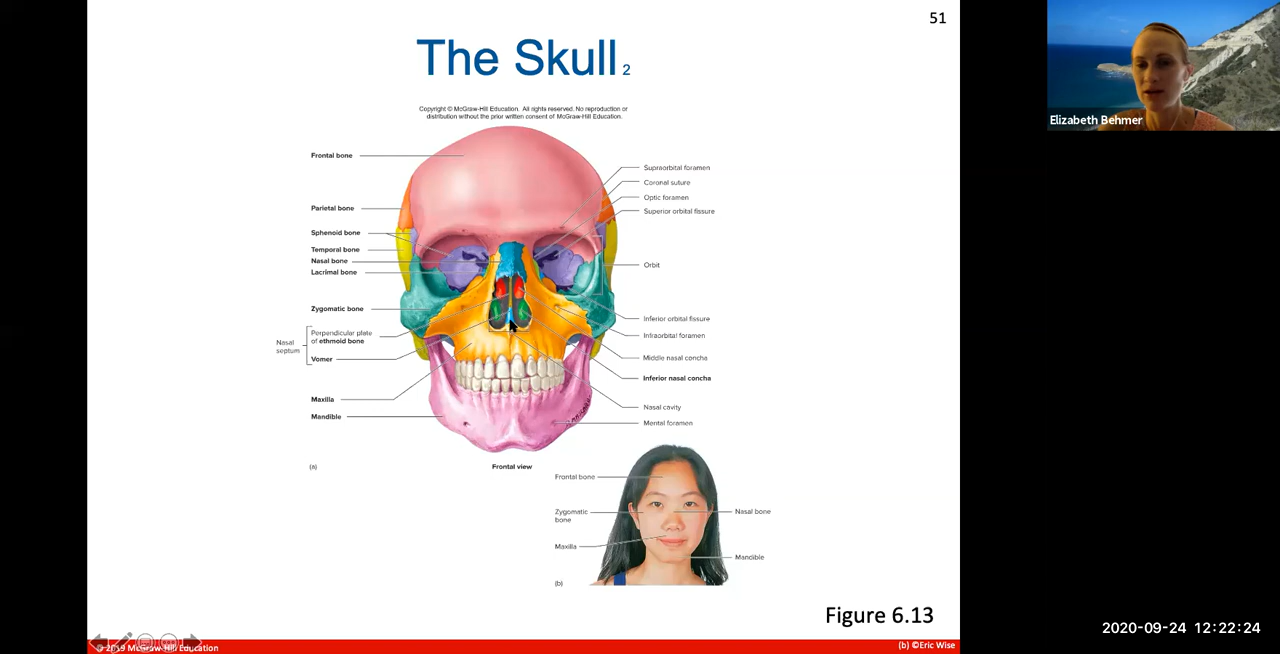 51
The Skull 2
Copyright © McGraw-Hill Education. All rights reserved. No reproduction or
distribution without the prior written consent of McGraw-Hill Education.
Frontal bone
Parietal bone
Sphenoid bone
Temporal bone
Nasal bone
Lacrimal bone
Zygomatic bone
Nasal
septum
Perpendicular plate
of ethmoid bone
Vomer
Maxilla
Mandible
Supraorbital foramen
Coronal suture
Optic foramen
Superior orbital fissure
Orbit
Inferior orbital fissure
Infraorbital foramen
Middle nasal concha
Inferior nasal concha
Nasal cavity
Mental foramen
(a)
Frontal view
Frontal bone
Zygomatic
bone
Maxilla
Nasal bone
Mandible
(b)
Figure 6.13
© 2019 McGraw-Hill Education
(b) ©Eric Wise
Elizabeth Behmer
2020-09-24 12:22:24